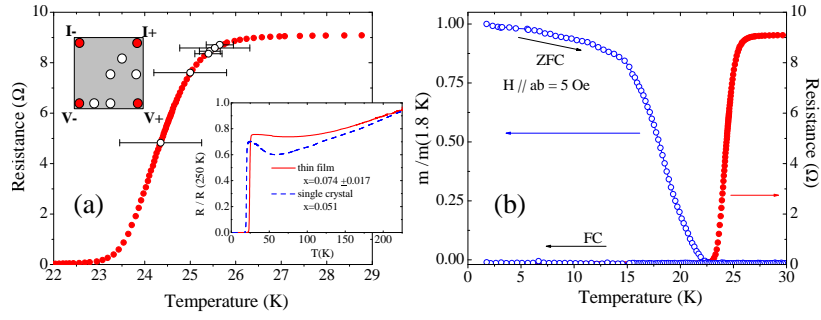 (a)
I-
I+
V-
V+
Resistance (Ω)
10
8
6
4
2
0
22
23
24
25
26
27
28
29
Temperature (K)
R / R (250 K)
1.0
0.8
0.6
0.4
0.2
0.0
thin film
x=0.074 ±0.017
single crystal
x=0.051
0
50
100
150
200
T(K)
(b)
m /m(1.8 K)
1.00
0.75
0.50
0.25
0.00
ZFC
H // ab = 5 Oe
FC
0
5
10
15
20
25
30
Temperature (K)
10
8
6
4
2
0
Resistance (Ω)